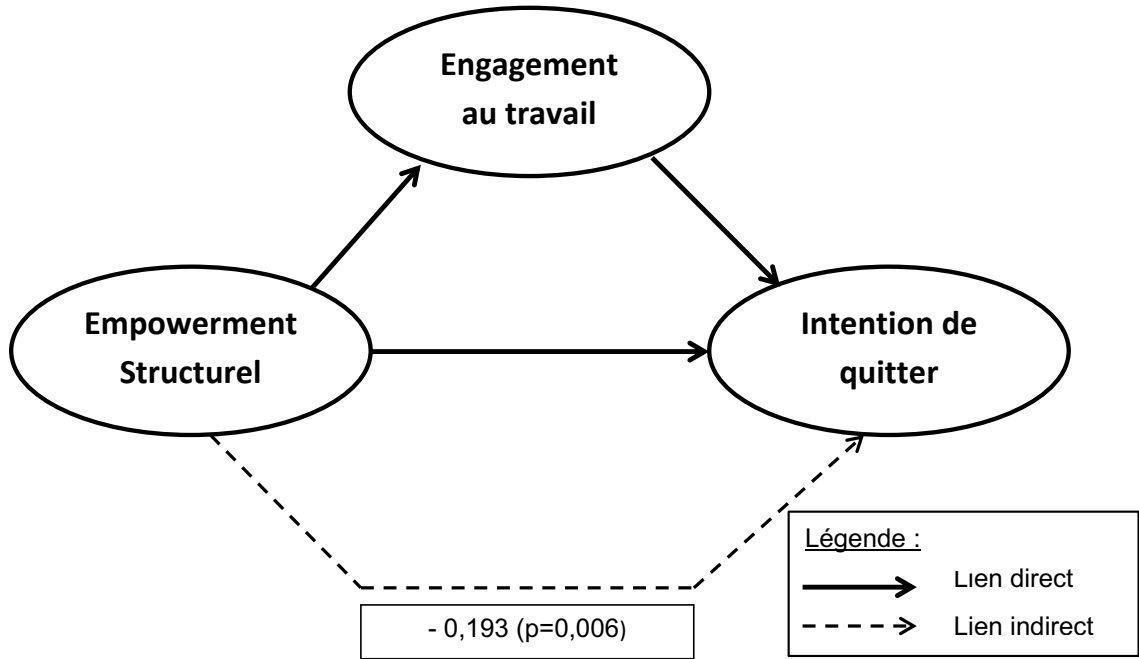 Engagement
au travail
Empowerment
Structurel
Intention de
quitter
- 0,193 (p=0,006)
Légende :
Lien direct
Lien indirect